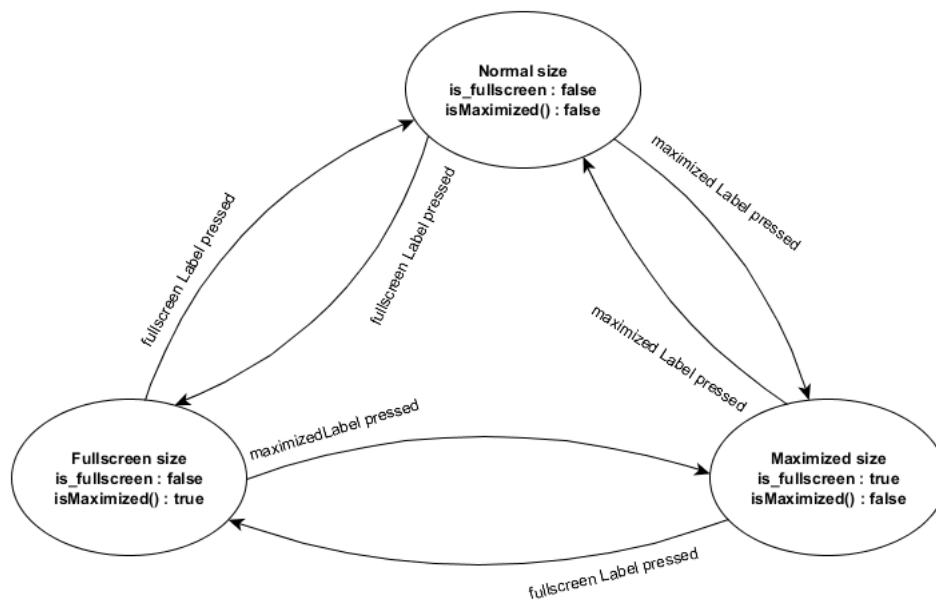 Normal size
is_fullscreen : false
isMaximized() : false
maximized Label pressed
fullscreen Label pressed
fullscreen Label pressed
maximized Label pressed
maximizedLabel pressed
Fullscreen size
is_fullscreen : false
isMaximized() : true
Maximized size
is_fullscreen : true
isMaximized() : false
fullscreen Label pressed